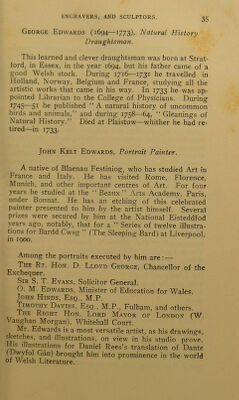 ENGRAVERS, AND SCULPTORS. 35
GEORGE EDWARDS (1694—1773), Natural History
Draughtsman.
This learned and clever draughtsman was born at Strat-
ford, in Essex, in the year 1694, but his father came of a
good Welsh stock. During 1716—1731 he travelled in
Holland, Norway, Belgium and France, studying all the
artistic works that came in his way. In 1733 he was ap-
pointed Librarian to the College of Physicians. During
1745—51 he published "A natural history of uncommon
birds and animals," and during 1758—64, "Gleanings of
Natural History." Died at Plaistow—whither he had re-
tired—in 1733.
JOHN KELT EDWARDS, Portrait Painter.
A native of Blaenau Festiniog, who has studied Art in
France and Italy. He has visited Rome, Florence,
Munich, and other important centres of Art. For four
years he studied at the "Beaux" Arts Academy, Paris,
under Bonnat. He has an etching of this celebrated
painter presented to him by the artist himself. Several
prizes were secured by him at the National Eisteddfod
years ago, notably, that for a "Series of twelve illustra-
tions for Bardd Cwsg" (The Sleeping Bard) at Liverpool,
in 1900.
Among the portraits executed by him are:—
THE RT. HON. D. LLOYD GEORGE, Chancellor of the
Exchequer.
SIR S. T. EVANS, Solicitor General.
O. M. EDWARDS, Minister of Education for Wales.
JOHN HINDS, ESQ., M.P.
TIMOTHY DAVIES, ESQ., M.P., Fulham, and others.
THE RIGHT HON. LORD MAYOR OF LONDON (W.
Vaughan Morgan), Whitehall Court.
Mr. Edwards is a most versatile artist, as his drawings,
sketches, and illustrations, on view in his studio prove.
His illustrations for Daniel Rees's translation of Dante
(Dwyfol Gân) brought him into prominence in the world
of Welsh Literature.